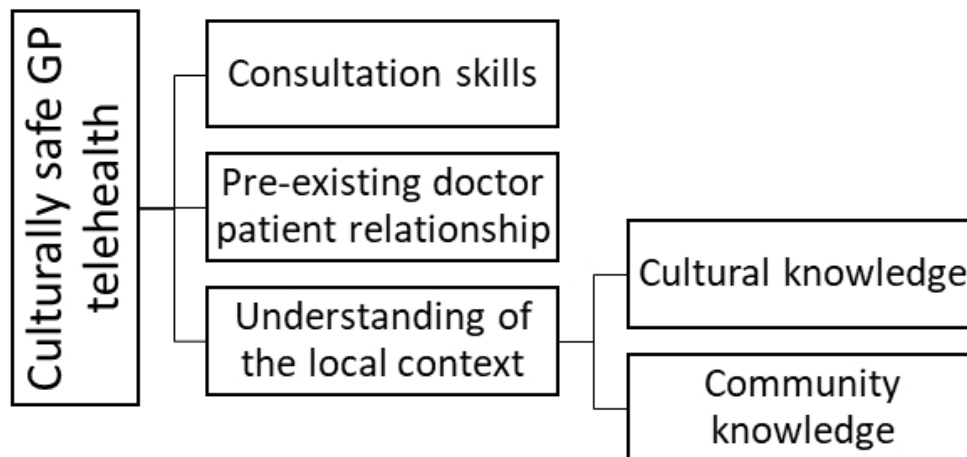 Culturally safe GP
telehealth
Consultation skills
Pre-existing doctor
patient relationship
Understanding of
the local context
Cultural knowledge
Community
knowledge